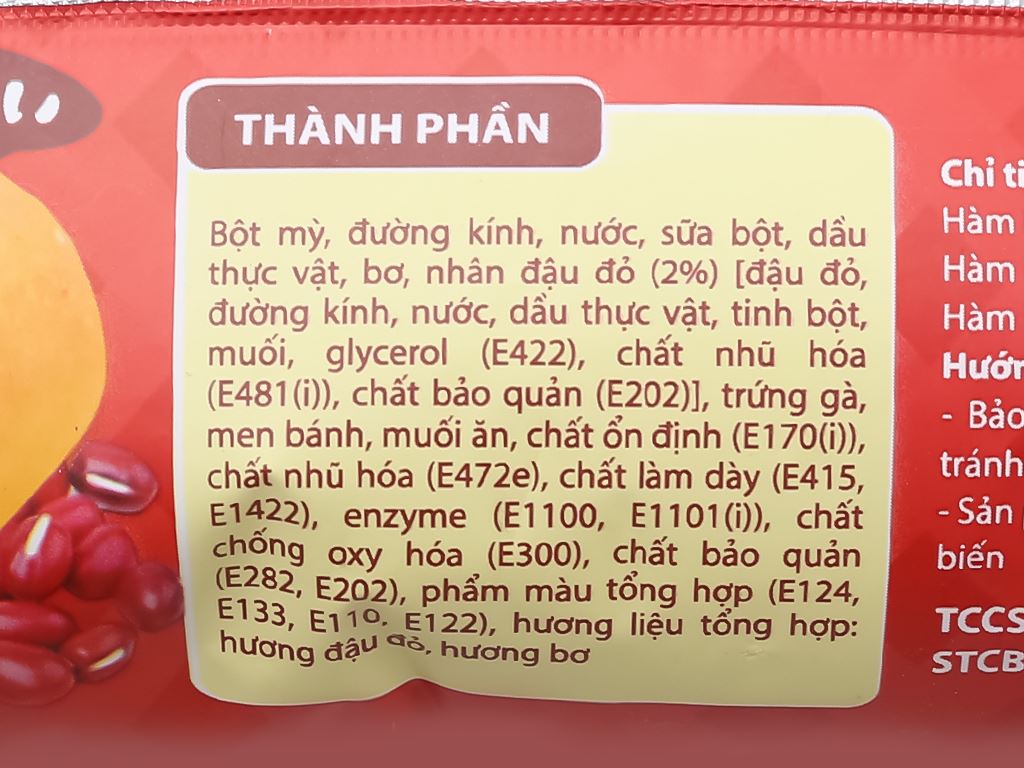 THÀNH PHẦN
Bột mỳ, đường kính, nước, sữa bột, dầu
thực vật, bơ, nhân đậu đỏ (2%) [đậu đỏ,
đường kính, nước, dầu thực vật, tinh bột,
muối, glycerol (E422), chất nhũ hóa
(E481(i)), chất bảo quản (E202)], trứng gà,
men bánh, muối ăn, chất ổn định (E170(i)),
chất nhũ hóa (E472e), chất làm dày (E415,
E1422), enzyme (E1100, E1101(i)), chất
chống oxy hóa (E300), chất bảo quản
(E282, E202), phẩm màu tổng hợp (E124,
E133, E110, E122), hương liệu tổng hợp:
hương đậu đỏ, hương bơ
Chỉ ti
Hàm
Hàm
Hàm
Hướn
- Bảo
tránh
- Sản
biến
TCCS
STCB